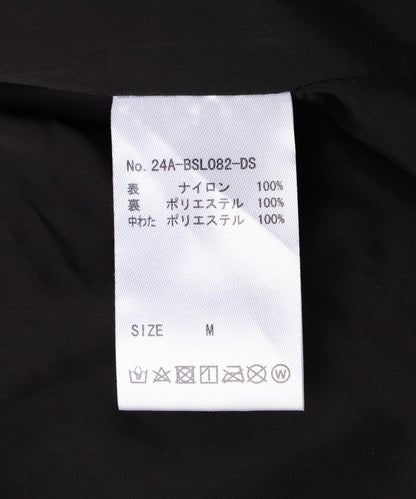 No. 24A-BSL082-DS
表 ナイロン 100%
裏 ポリエステル 100%
中わた ポリエステル 100%
SIZE M
W